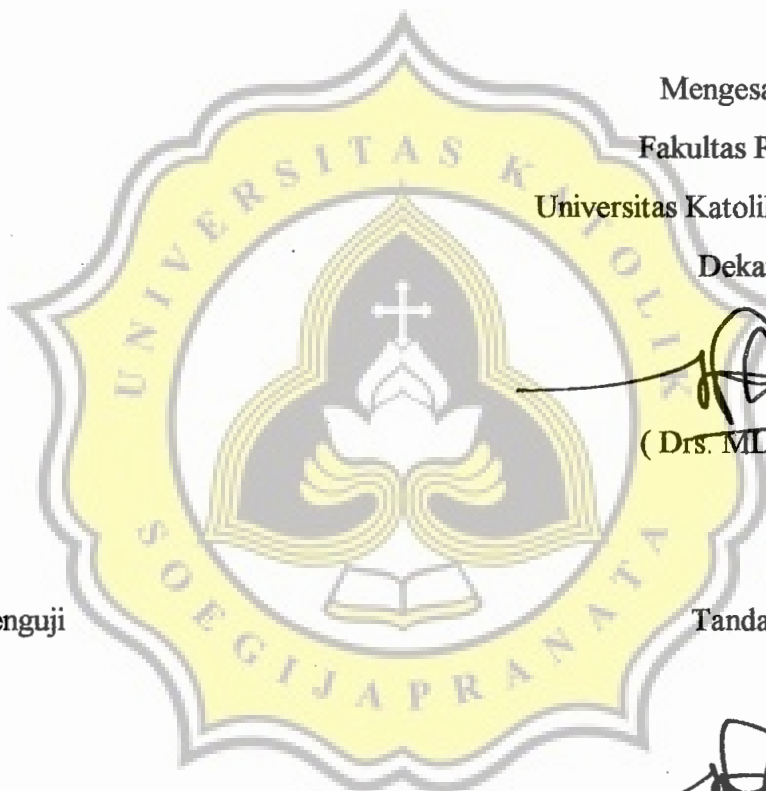 Mengesa
Fakultas P
Universitas Katolik
Deka
( Drs. ML
enguji
Tanda
UNIVERSITAS KATOLIK
SOEGIJAPRANATA